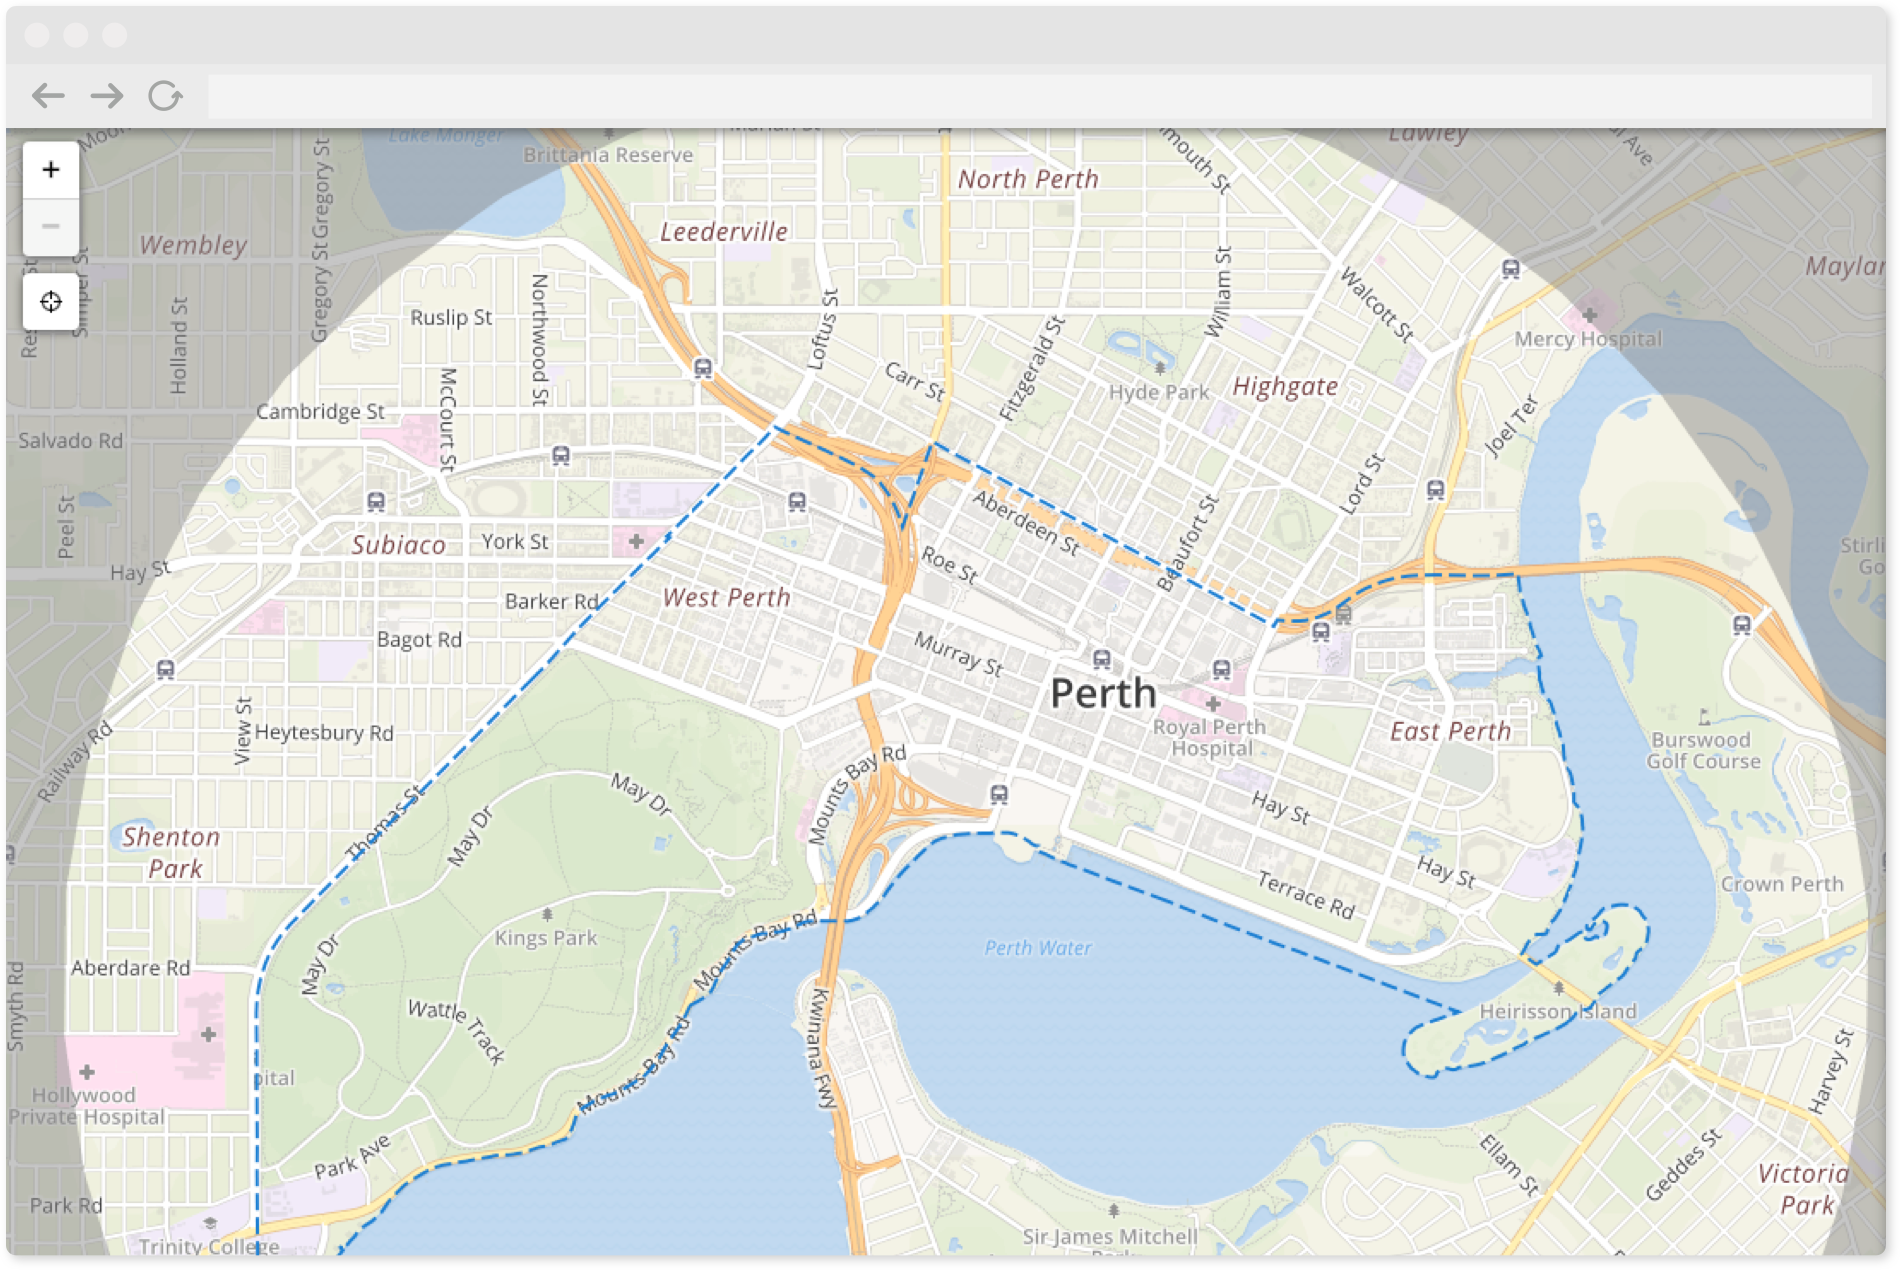 Lake Monger
Brittania Reserve
Lawley
North Perth
Leederville
Wembley
Gregory St
Gregory St
Simper St
Holland St
Ruslip St
Northwood St
Loftus St
William St
Walcott St
Mercy Hospital
Carr St
Fitzgerald St
Hyde Park
Highgate
Joel Ter
Cambridge St
McCourt St
Salvado Rd
Lord St
Peel St
Aberdeen St
Beaufort St
Subiaco
York St
Hay St
Roe St
West Perth
Barker Rd
Bagot Rd
Murray St
Perth
Royal Perth
Hospital
East Perth
View St
Heytesbury Rd
Railway Rd
Mounts Bay Rd
Burswood
Golf Course
May Dr
May Dr
Thomas St
Hay St
Shenton
Park
Hay St
Terrace Rd
Crown Perth
Kings Park
Mounts Bay Rd
Perth Water
Aberdare Rd
May Dr
Smyth Rd
Wattle Track
Kwinana Fwy
Heirisson Island
Mounts Bay Rd
Harvey St
pital
Hollywood
Private Hospital
Park Ave
Ellam St
Geddes St
Victoria
Park
Park Rd
Trinity College
Sir James Mitchell